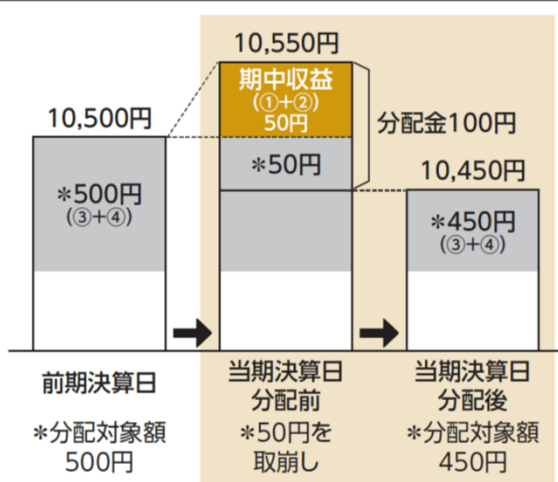 10,550円
期中収益
(①+②)
50円
10,500円
分配金100円
*50円
10,450円
*500円
(③+④)
*450円
(③+④)
前期決算日
当期決算日
分配前
当期決算日
分配後
*分配対象額
500円
*50円を
取崩し
*分配対象額
450円